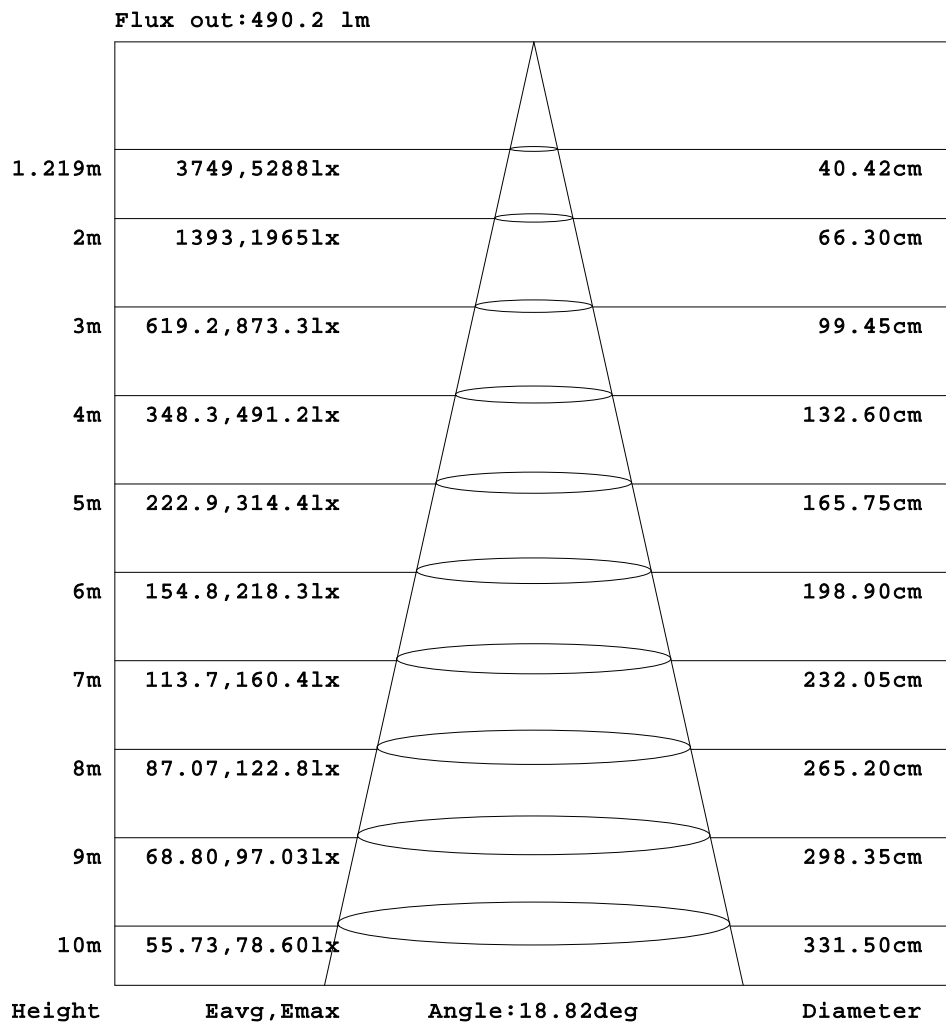 Flux out:490.2 lm
1.219m 3749,5288lx 40.42cm
2m 1393,1965lx 66.30cm
3m 619.2,873.3lx 99.45cm
4m 348.3,491.2lx 132.60cm
5m 222.9,314.4lx 165.75cm
6m 154.8,218.3lx 198.90cm
7m 113.7,160.4lx 232.05cm
8m 87.07,122.8lx 265.20cm
9m 68.80,97.03lx 298.35cm
10m 55.73,78.60lx 331.50cm
Height Eavg,Emax Angle:18.82deg Diameter